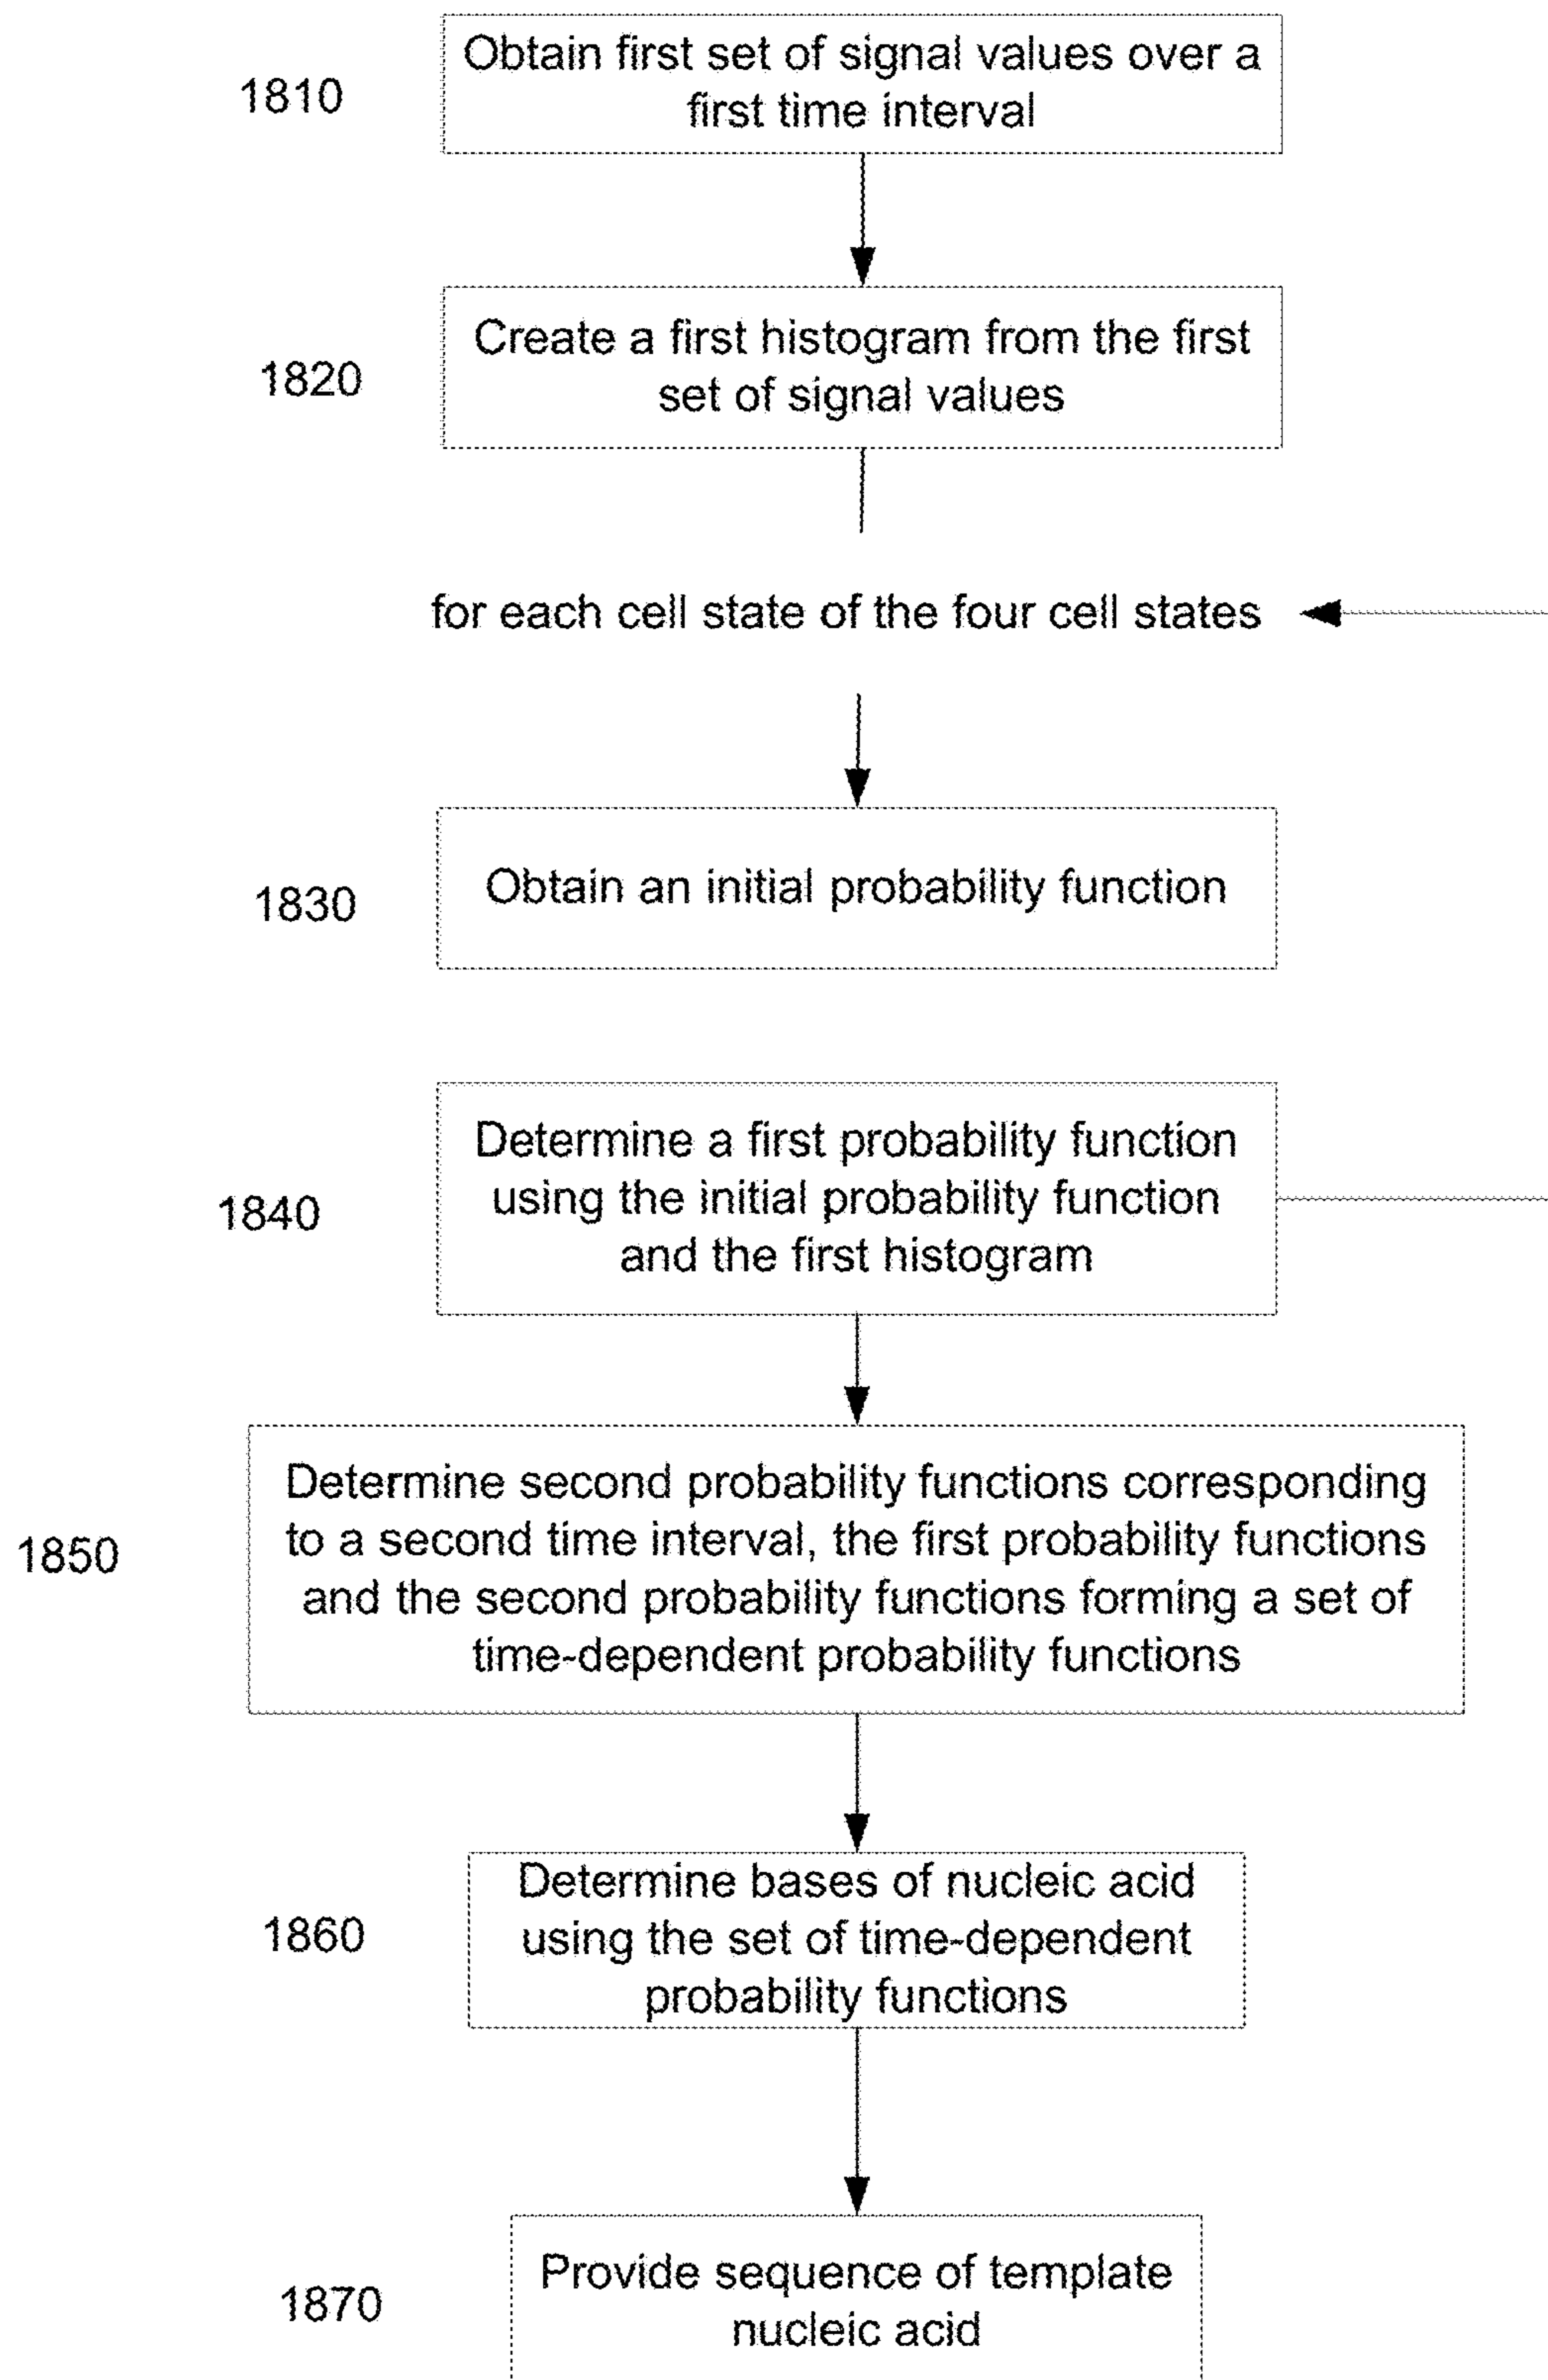 1810
Obtain first set of signal values over a
first time interval
1820
Create a first histogram from the first
set of signal values
for each cell state of the four cell states
1830
Obtain an initial probability function
1840
Determine a first probability function
using the initial probability function
and the first histogram
1850
Determine second probability functions corresponding
to a second time interval, the first probability functions
and the second probability functions forming a set of
time-dependent probability functions
1860
Determine bases of nucleic acid
using the set of time-dependent
probability functions
1870
Provide sequence of template
nucleic acid